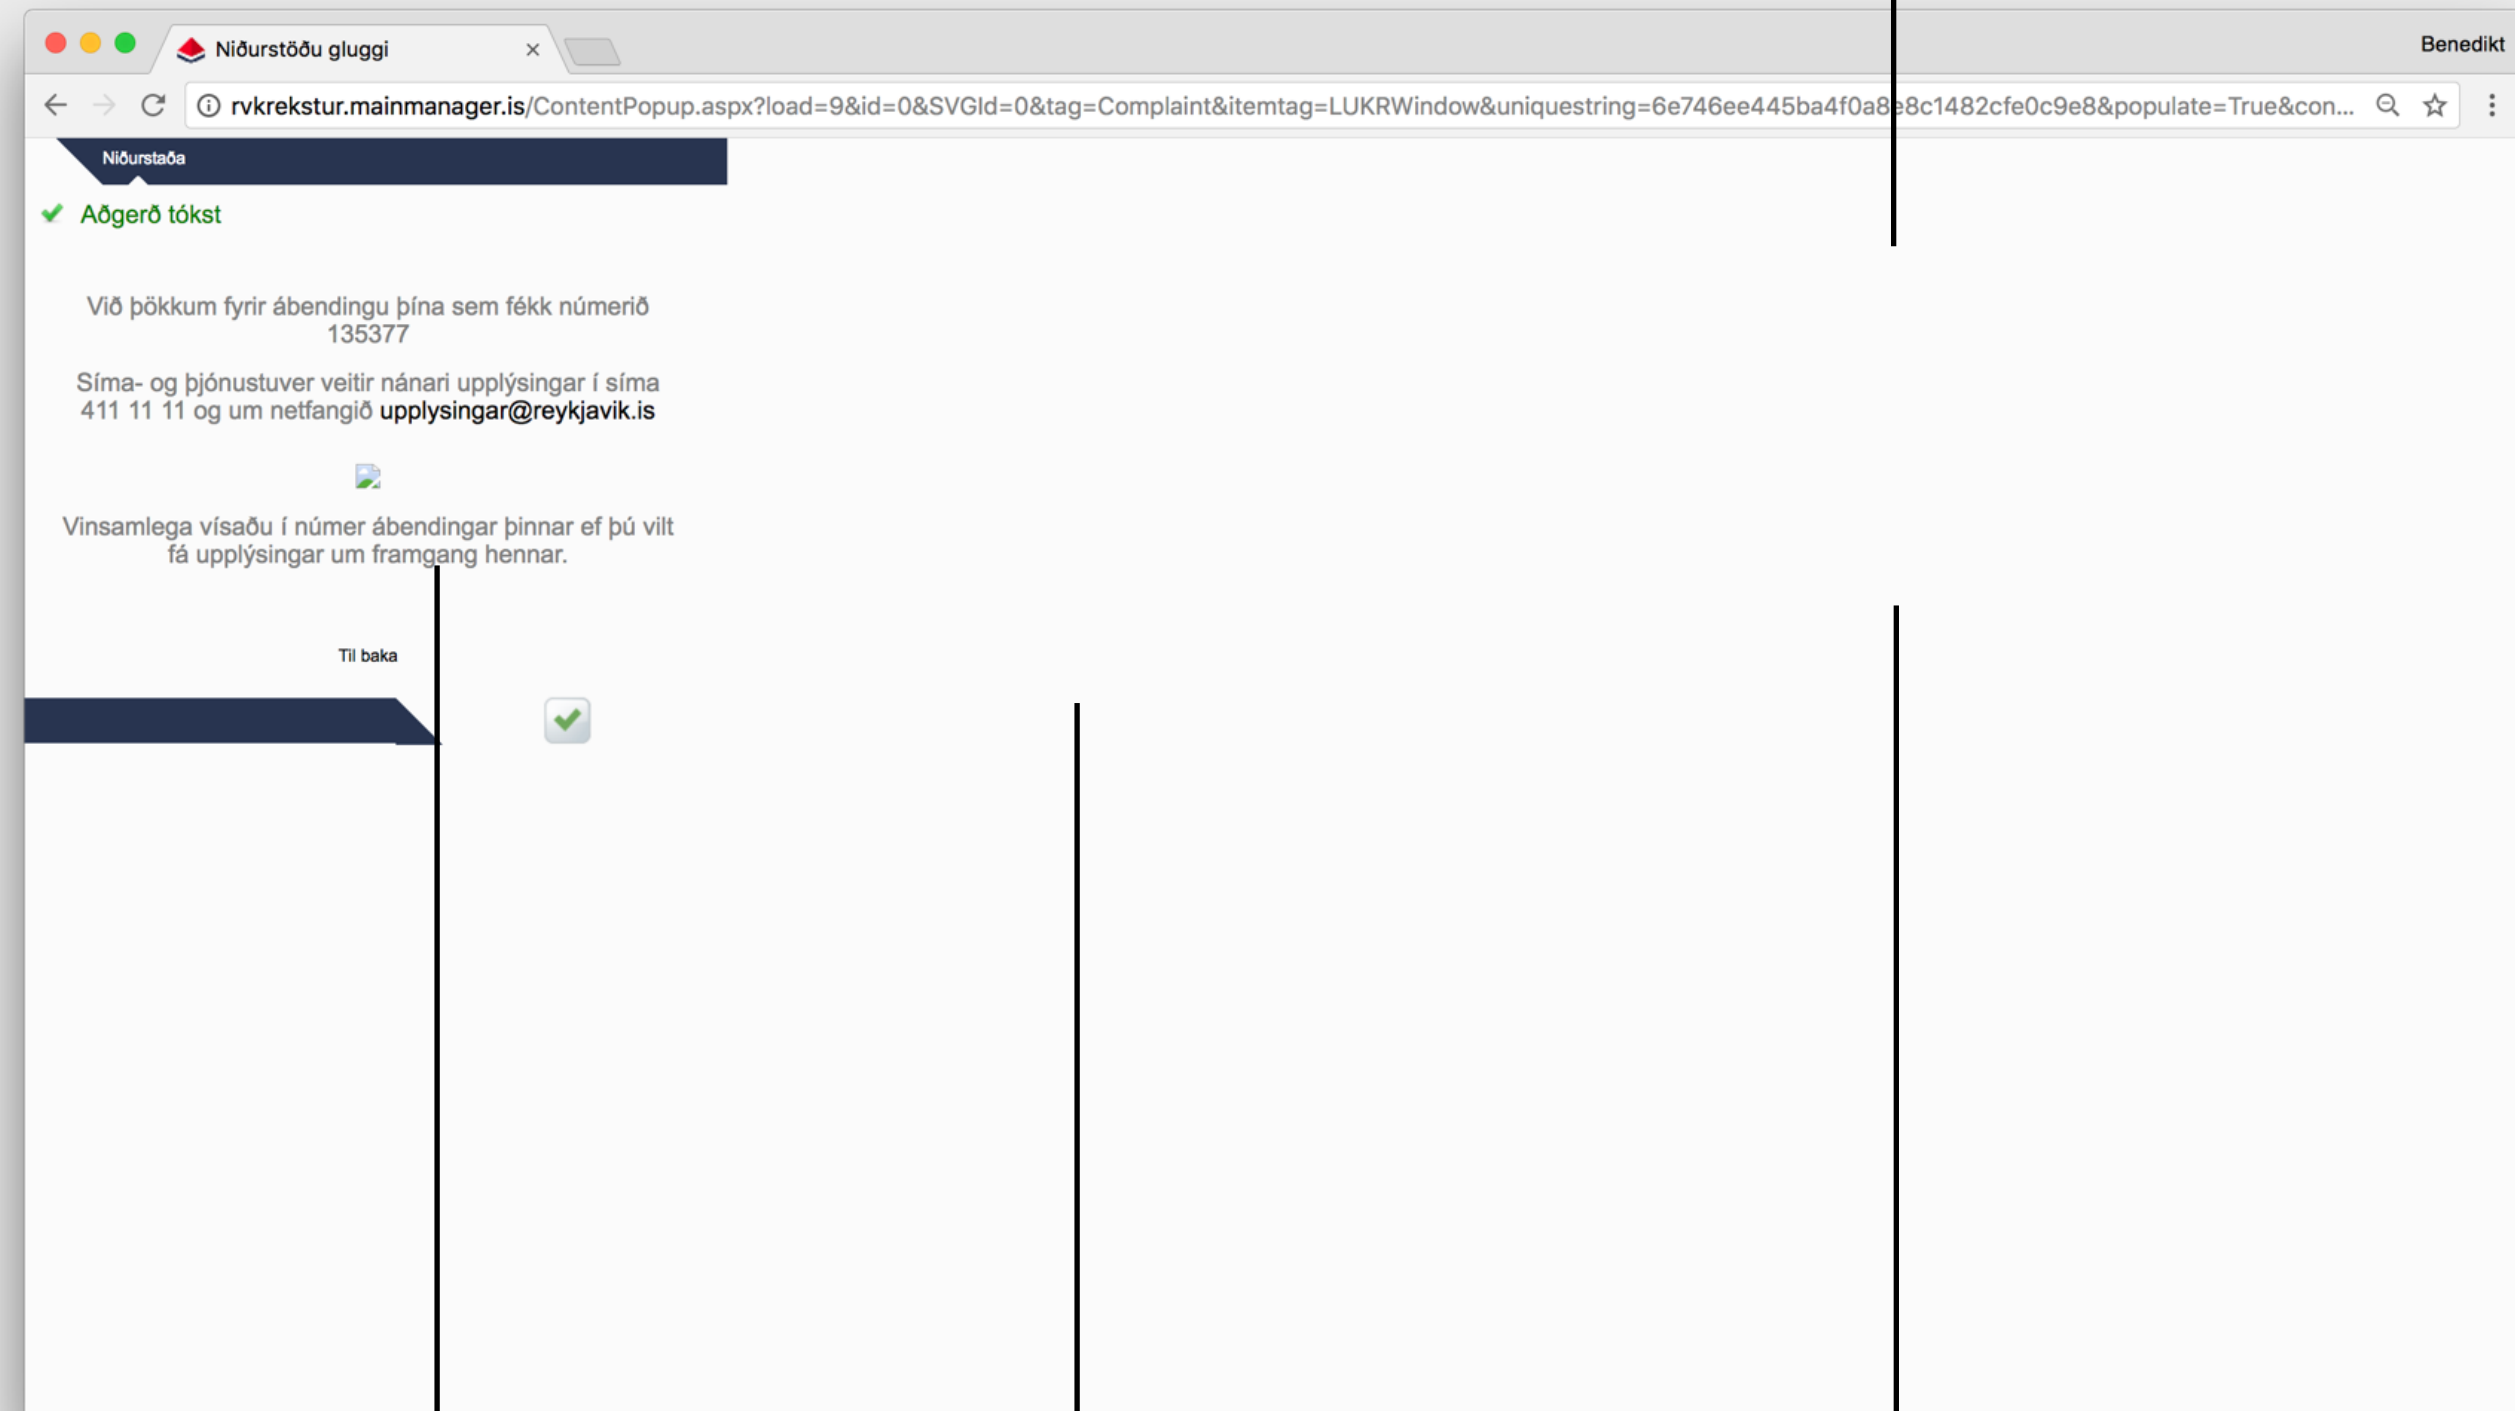 Niðurstöðu gluggi
Benedikt
rvkrekstur.mainmanager.is/ContentPopup.aspx?load=9&id=0&SVGId=0&tag=Complaint&itemtag=LUKRWindow&uniquestring=6e746ee445ba4f0a8e8c1482cfe0c9e8&populate=True&con...
Niðurstaða
Aðgerð tókst
Við þökkum fyrir ábendingu þína sem fékk númerið
135377
Síma- og þjónustuver veitir nánari upplýsingar í síma
411 11 11 og um netfangið upplysingar@reykjavik.is
Vinsamlega vísaðu í númer ábendingar þinnar ef þú vilt
fá upplýsingar um framgang hennar.
Til baka